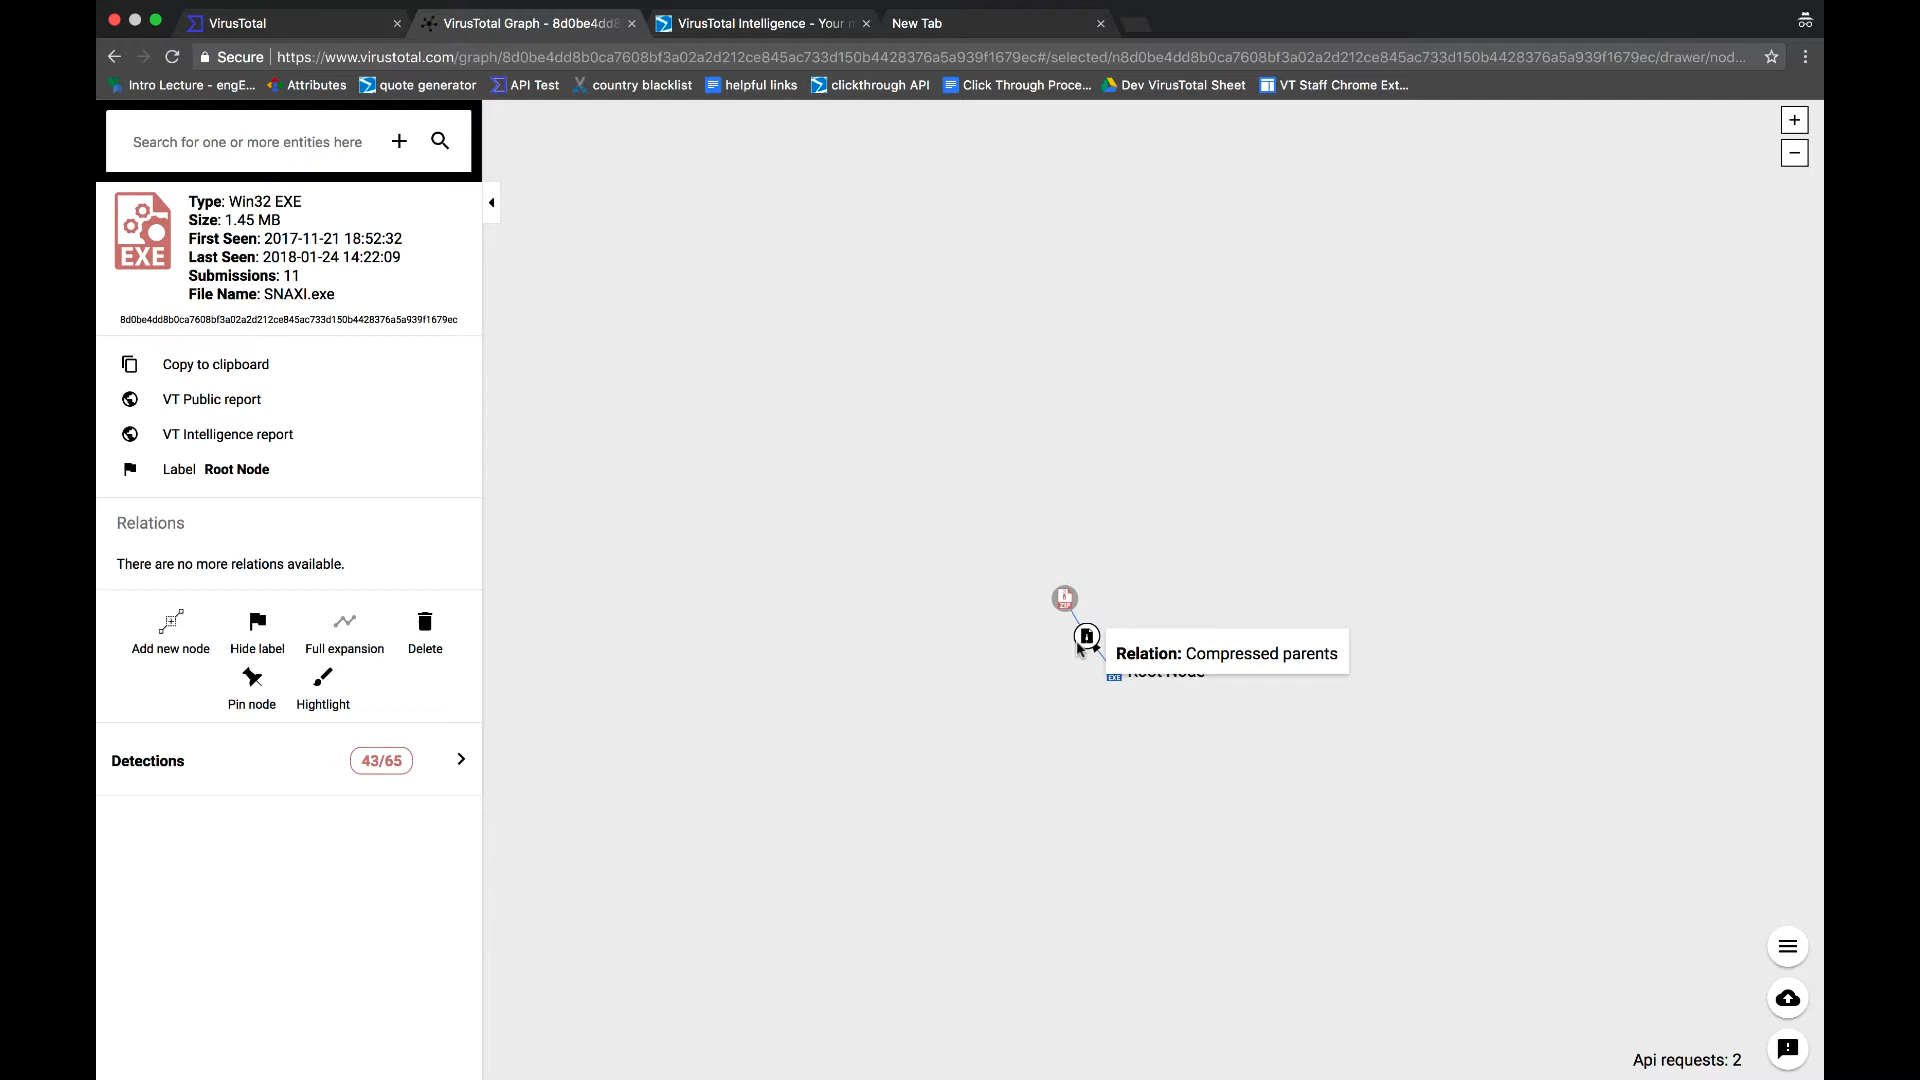 VirusTotal
VirusTotal Graph - 8d0be4dd8
VirusTotal Intelligence - Your
New Tab
Secure https://www.virustotal.com/graph/8d0be4dd8b0ca7608bf3a02a2d212ce845ac733d150b4428376a5a939f1679ec#/selected/n8d0be4dd8b0ca7608bf3a02a2d212ce845ac733d150b4428376a5a939f1679ec/drawer/nod...
Intro Lecture - engE... Attributes quote generator API Test country blacklist helpful links clickthrough API Click Through Proce... Dev VirusTotal Sheet VT Staff Chrome Ext...
Search for one or more entities here
EXE
Type: Win32 EXE
Size: 1.45 MB
First Seen: 2017-11-21 18:52:32
Last Seen: 2018-01-24 14:22:09
Submissions: 11
File Name: SNAXI.exe
8d0be4dd8b0ca7608bf3a02a2d212ce845ac733d150b4428376a5a939f1679ec
Copy to clipboard
VT Public report
VT Intelligence report
Label Root Node
Relations
There are no more relations available.
Add new node
Hide label
Full expansion
Delete
Pin node
Hightlight
Detections 43/65
ZIP
Relation: Compressed parents
EXE Root Node
Api requests: 2